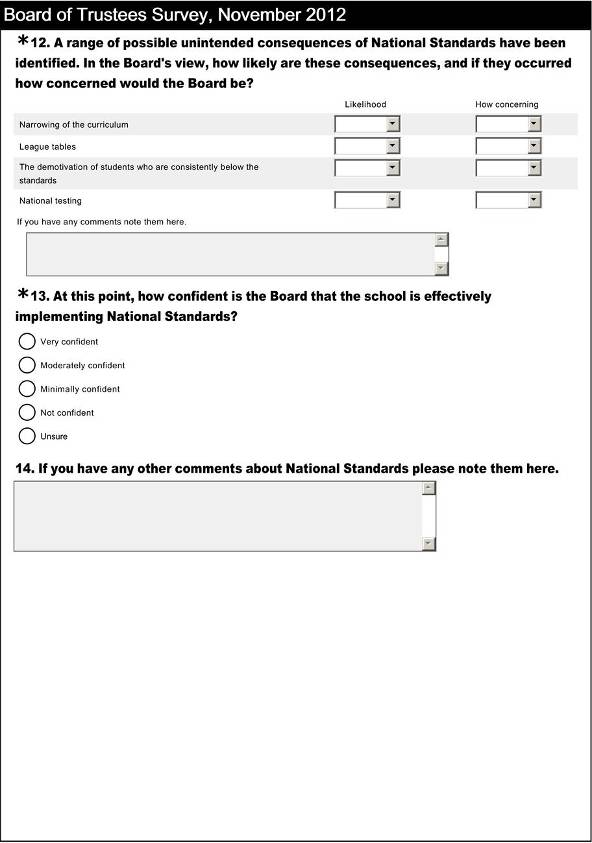 Board of Trustees Survey, November 2012
*12. A range of possible unintended consequences of National Standards have been
identified. In the Board's view, how likely are these consequences, and if they occurred
how concerned would the Board be?
Likelihood How concerning
Narrowing of the curriculum
League tables
The demotivation of students who are consistently below the
standards
National testing
If you have any comments note them here.
*13. At this point, how confident is the Board that the school is effectively
implementing National Standards?
Very confident
Moderately confident
Minimally confident
Not confident
Unsure
14. If you have any other comments about National Standards please note them here.